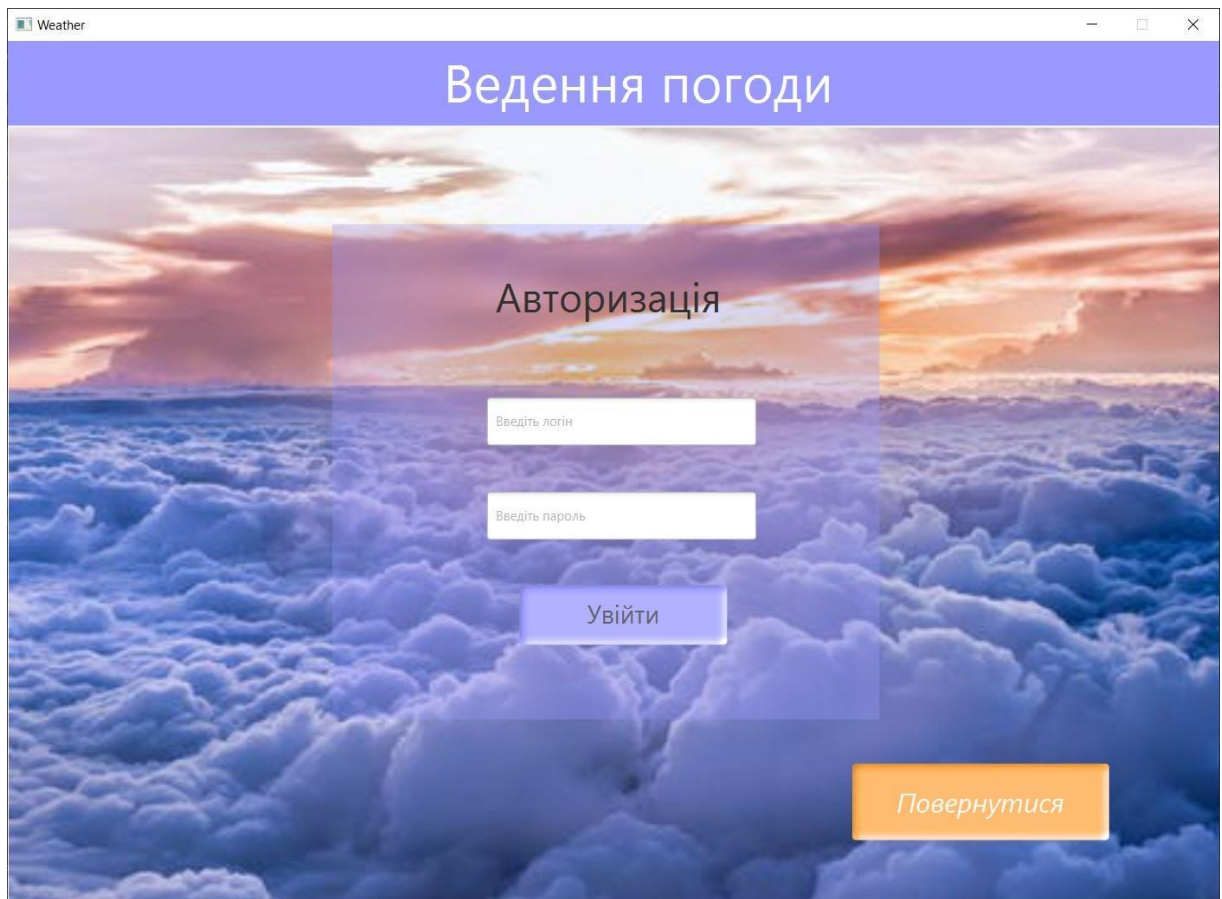 Weather
Ведення погоди
Авторизація
Введіть логін
Введіть пароль
Увійти
Повернутися